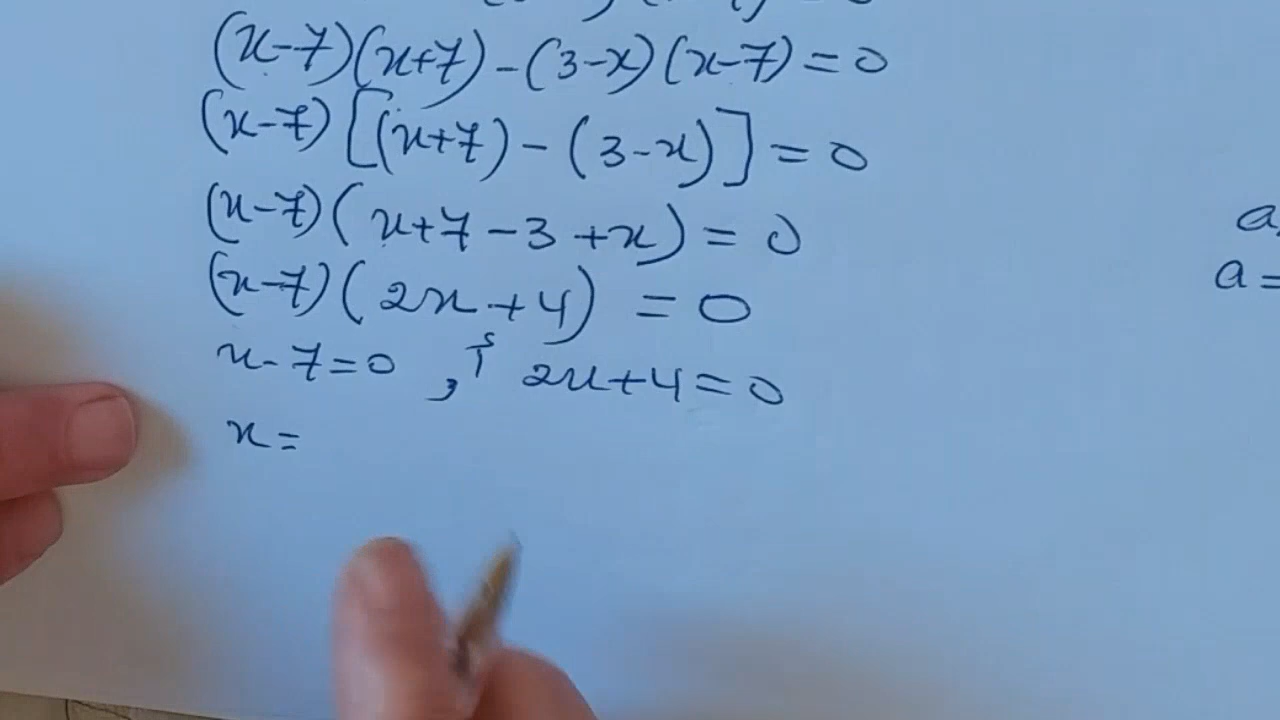 (x-7)(x+7)-(3-x)(x-7)=0
(x-7)[(x+7)-(3-x)]=0
(x-7)(x+7-3+x)=0
(x-7)(2x+4)=0
x-7=0 , 2x+4=0
x=
a
a=